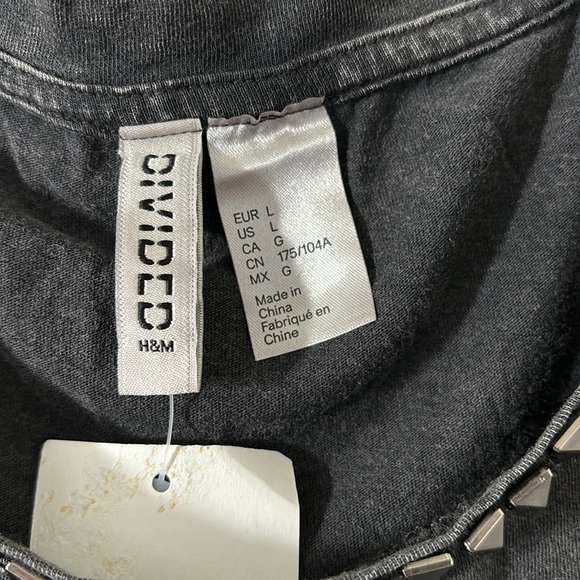 DIVIDED
H&M
EUR L
US L
CA G
CN 175/104A
MX G
Made in
China
Fabriqué en
Chine